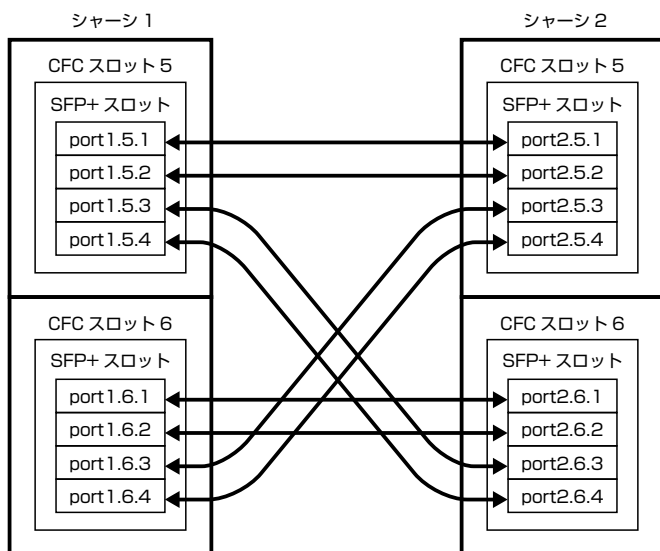 シャーシ 1
CFC スロット 5
SFP+ スロット
port1.5.1
port1.5.2
port1.5.3
port1.5.4
CFC スロット 6
SFP+ スロット
port1.6.1
port1.6.2
port1.6.3
port1.6.4
シャーシ 2
CFC スロット 5
SFP+ スロット
port2.5.1
port2.5.2
port2.5.3
port2.5.4
CFC スロット 6
SFP+ スロット
port2.6.1
port2.6.2
port2.6.3
port2.6.4